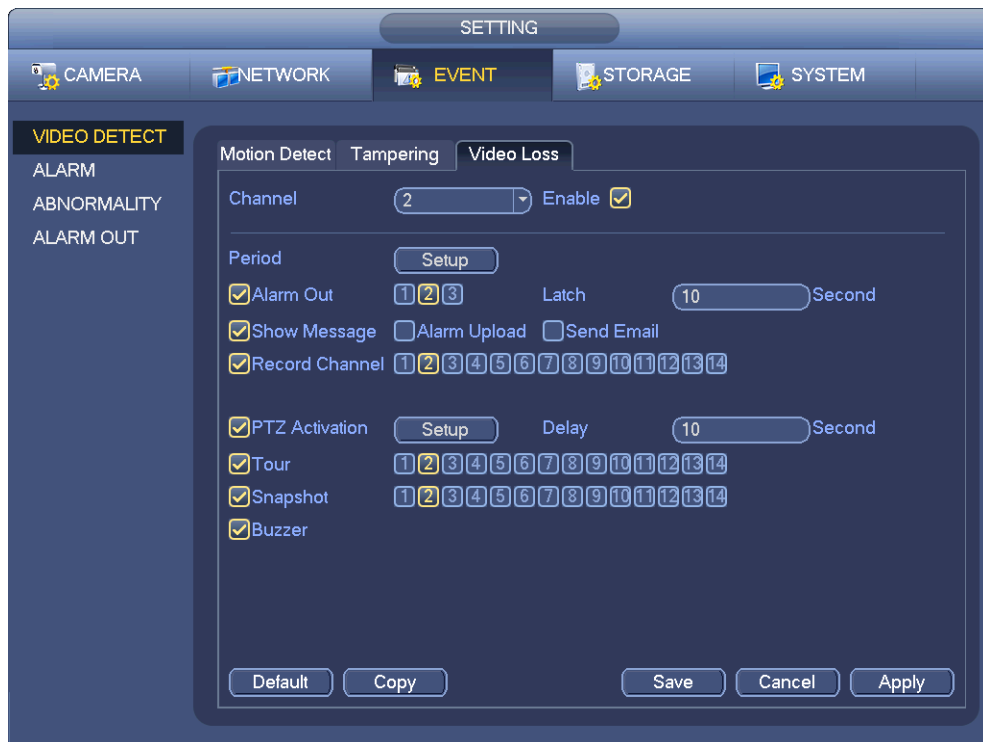 SETTING
CAMERA NETWORK EVENT STORAGE SYSTEM
VIDEO DETECT
ALARM
ABNORMALITY
ALARM OUT
Motion Detect Tampering Video Loss
Channel 2 Enable
Period Setup
Alarm Out 1 2 3 Latch 10 Second
Show Message Alarm Upload Send Email
Record Channel 1 2 3 4 5 6 7 8 9 10 11 12 13 14
PTZ Activation Setup Delay 10 Second
Tour 1 2 3 4 5 6 7 8 9 10 11 12 13 14
Snapshot 1 2 3 4 5 6 7 8 9 10 11 12 13 14
Buzzer
Default Copy Save Cancel Apply